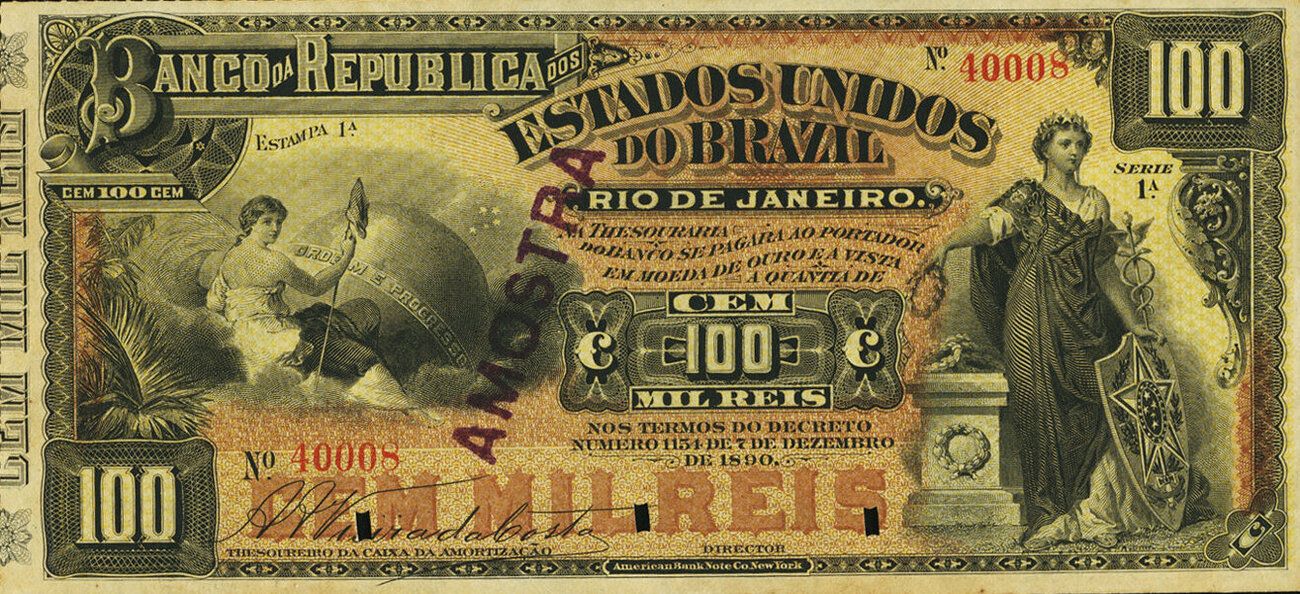 BANCO DA REPUBLICA DOS
ESTADOS UNIDOS
DO BRAZIL
Nº 40008
100
ESTAMPA 1ª
SERIE
1ª
CEM 100 CEM
RIO DE JANEIRO.
NA THESOURARIA
DO BANCO SE PAGARÁ AO PORTADOR
EM MOEDA DE OURO E A VISTA
A QUANTIA DE
ORDEM E PROGRESSO
AMOSTRA
CEM
C 100 C
MIL REIS
NOS TERMOS DO DECRETO
NUMERO 1154 DE 7 DE DEZEMBRO
DE 1890.
Nº 40008
100
CEM MIL REIS
THESOUREIRO DA CAIXA DA AMORTIZAÇÃO
DIRECTOR
American Bank Note Co. New York
C
CEM MIL REIS